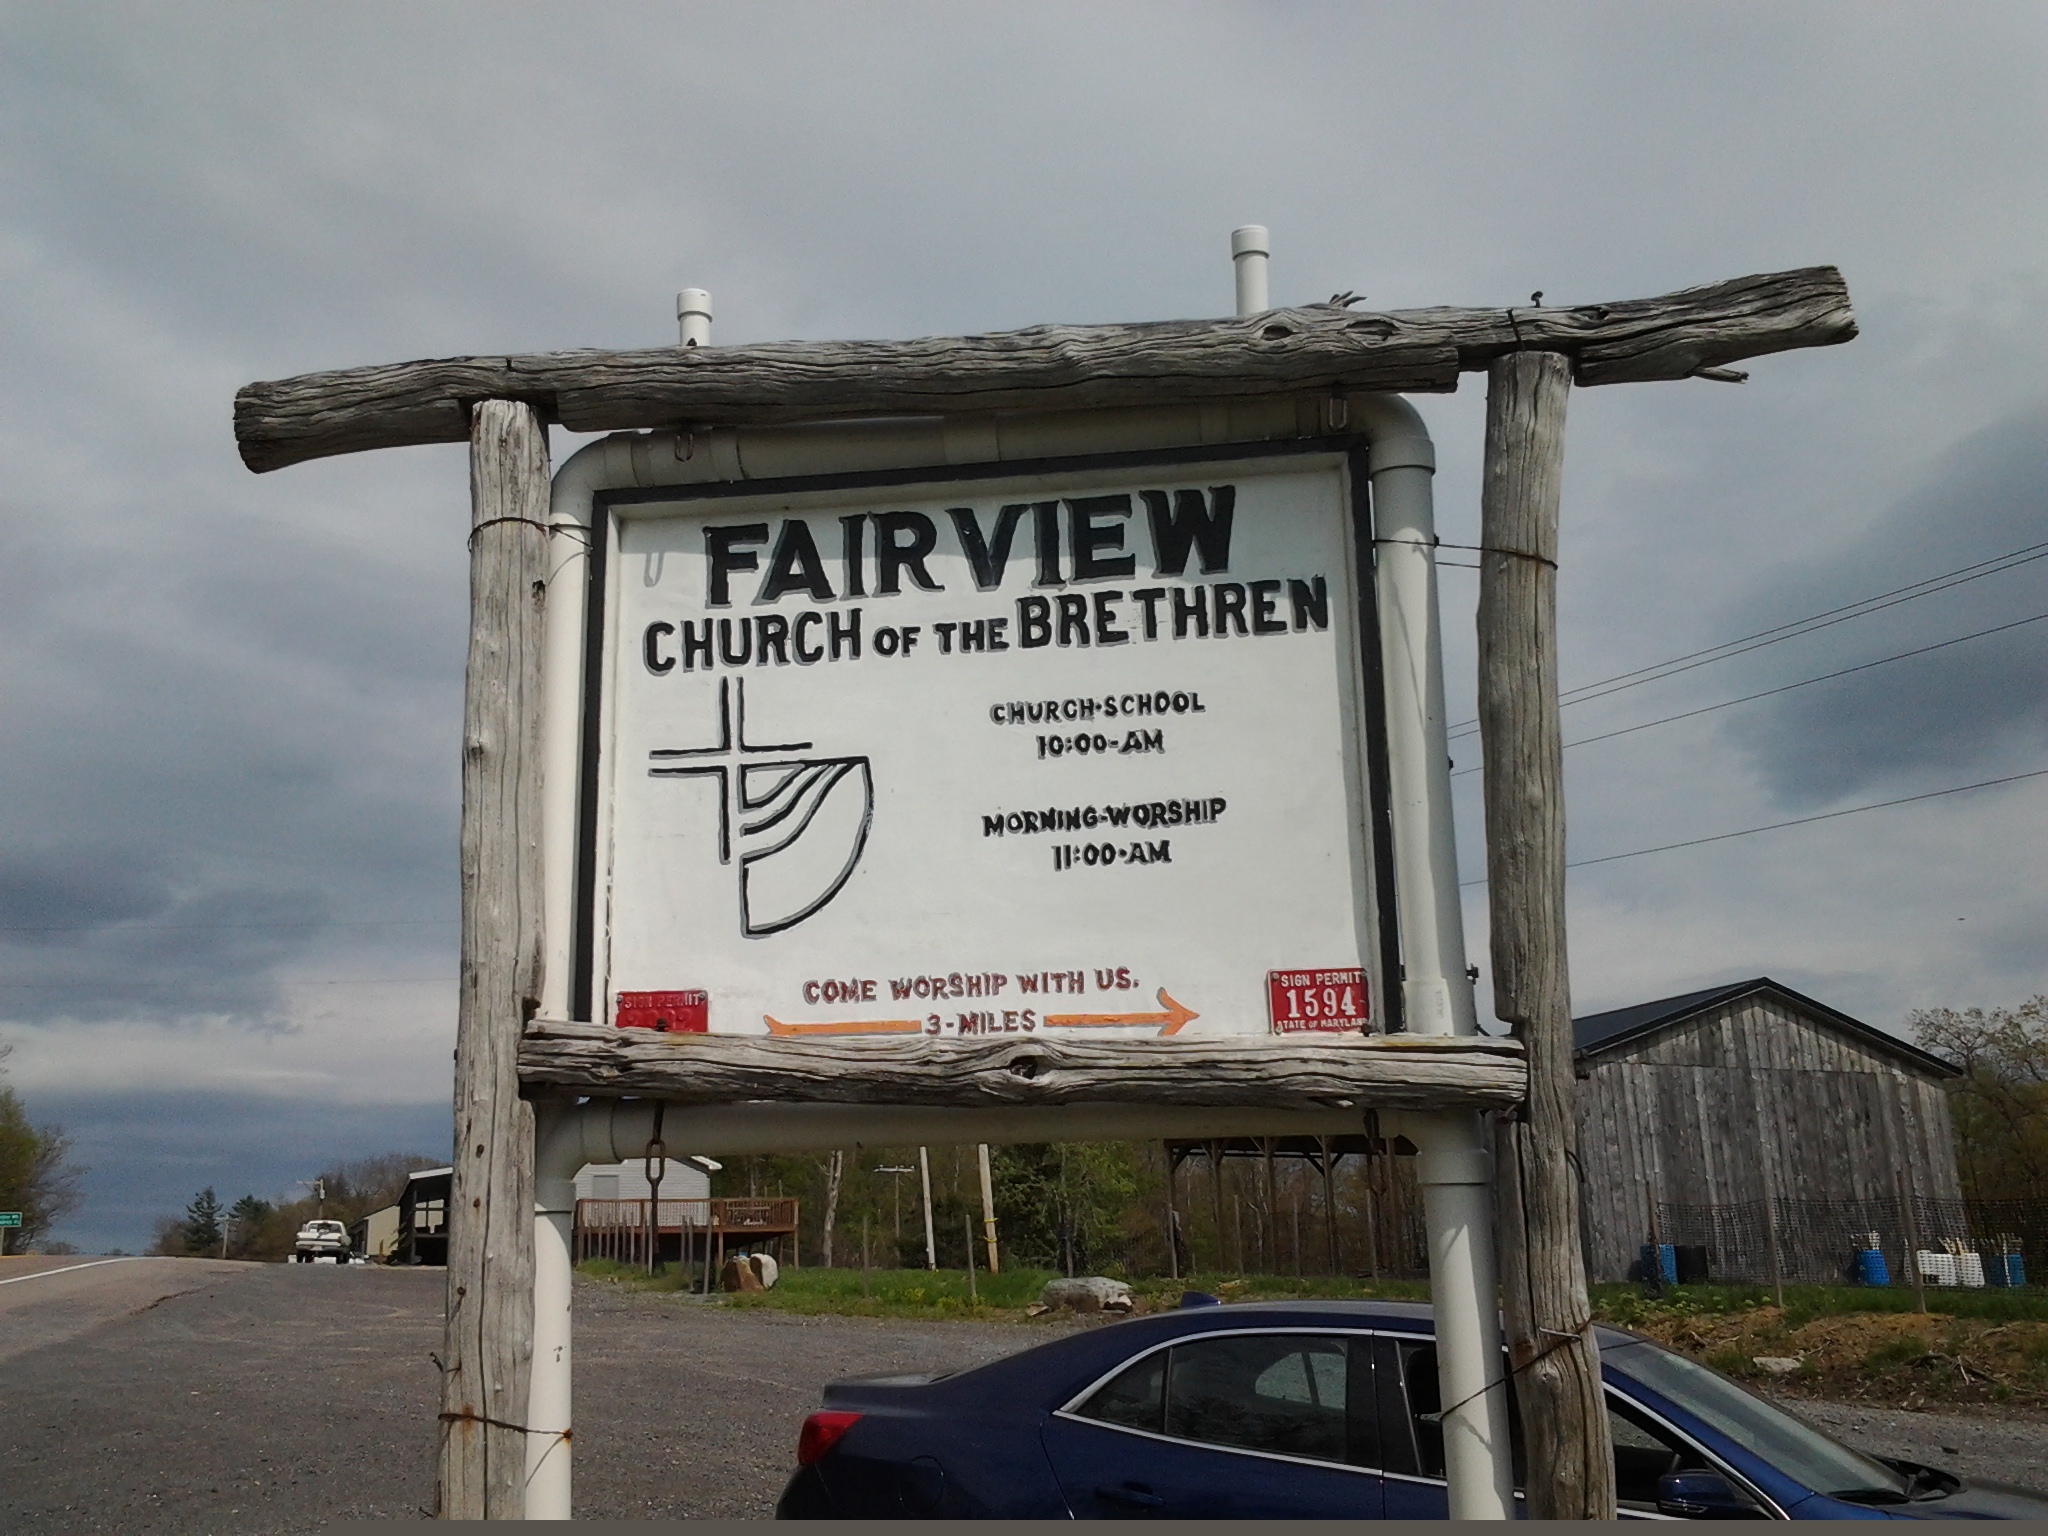 FAIRVIEW
CHURCH OF THE BRETHREN
CHURCH·SCHOOL
10:00-AM
MORNING-WORSHIP
11:00·AM
COME WORSHIP WITH US.
3-MILES
SIGN PERMIT
SIGN PERMIT
1594
STATE OF MARYLAND